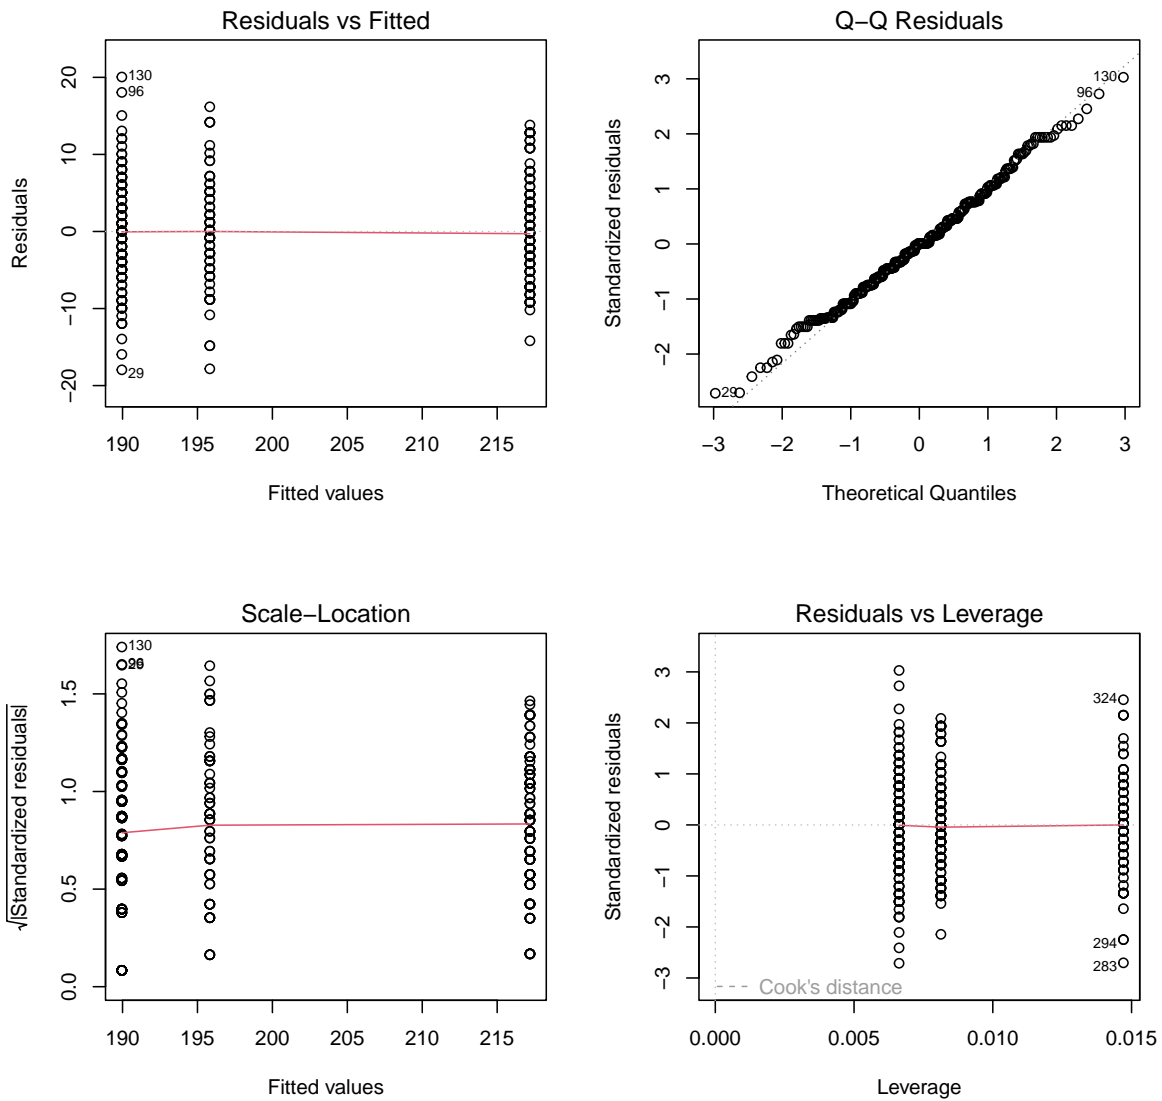 Residuals vs Fitted
Residuals
20
10
0
−10
−20
130
96
29
190 195 200 205 210 215
Fitted values
Q−Q Residuals
Standardized residuals
3
2
1
0
−1
−2
130
96
29
−3 −2 −1 0 1 2 3
Theoretical Quantiles
Scale−Location
√|Standardized residuals|
1.5
1.0
0.5
0.0
130
190 195 200 205 210 215
Fitted values
Residuals vs Leverage
Standardized residuals
3
2
1
0
−1
−2
−3
324
294
283
Cook's distance
0.000 0.005 0.010 0.015
Leverage